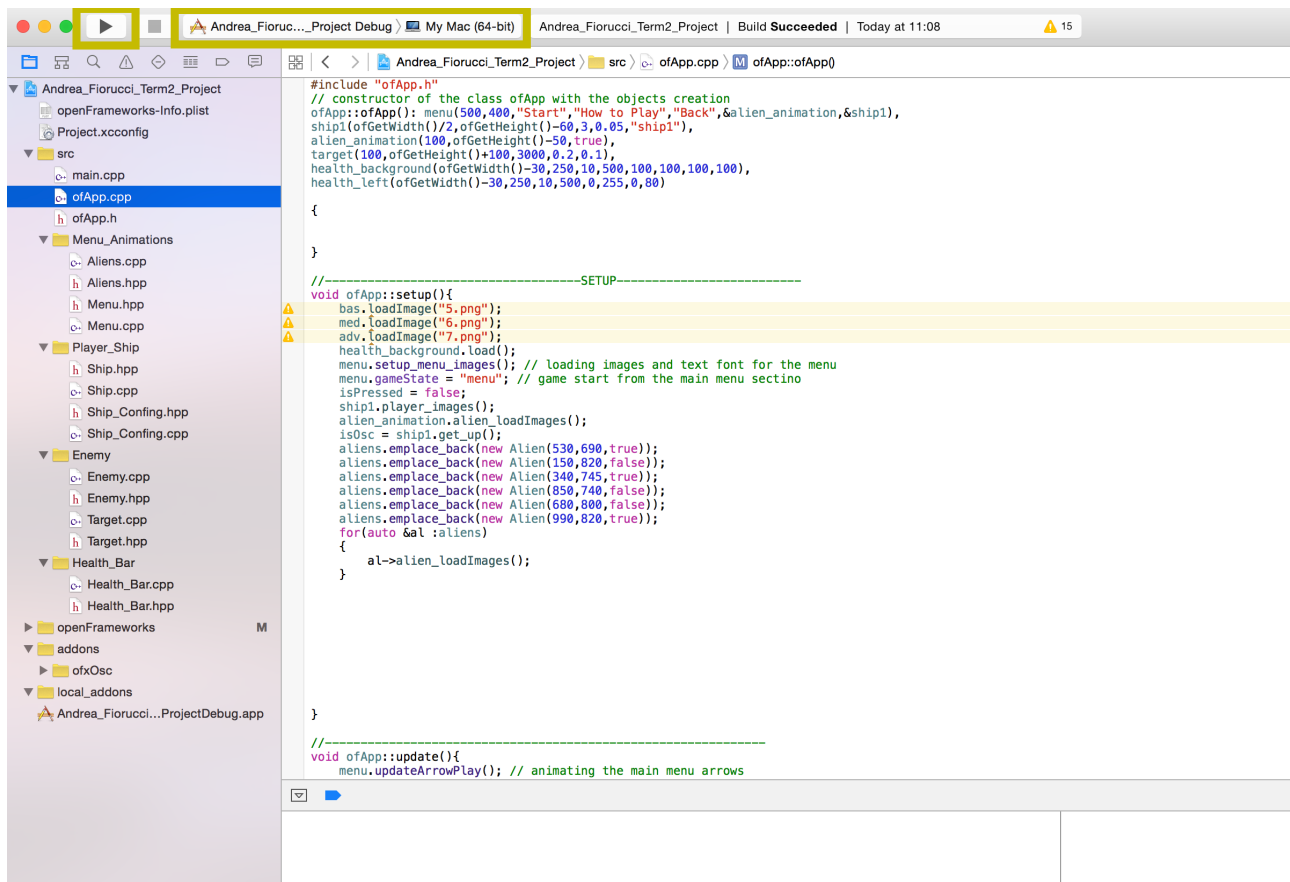 Andrea_Fioruc..._Project Debug 〉 My Mac (64-bit) Andrea_Fiorucci_Term2_Project | Build Succeeded | Today at 11:08 15
Andrea_Fiorucci_Term2_Project 〉 src 〉 ofApp.cpp 〉 M ofApp::ofApp()
Andrea_Fiorucci_Term2_Project
openFrameworks-Info.plist
Project.xcconfig
src
c++ main.cpp
c++ ofApp.cpp
h ofApp.h
Menu_Animations
c++ Aliens.cpp
h Aliens.hpp
h Menu.hpp
c++ Menu.cpp
Player_Ship
h Ship.hpp
c++ Ship.cpp
h Ship_Confing.hpp
c++ Ship_Confing.cpp
Enemy
c++ Enemy.cpp
h Enemy.hpp
c++ Target.cpp
h Target.hpp
Health_Bar
c++ Health_Bar.cpp
h Health_Bar.hpp
openFrameworks M
addons
ofxOsc
local_addons
Andrea_Fiorucci...ProjectDebug.app
#include "ofApp.h"
// constructor of the class ofApp with the objects creation
ofApp::ofApp(): menu(500,400,"Start","How to Play","Back",&alien_animation,&ship1),
ship1(ofGetWidth()/2,ofGetHeight()-60,3,0.05,"ship1"),
alien_animation(100,ofGetHeight()-50,true),
target(100,ofGetHeight()+100,3000,0.2,0.1),
health_background(ofGetWidth()-30,250,10,500,100,100,100,100),
health_left(ofGetWidth()-30,250,10,500,0,255,0,80)
{
}
//------------------------------------SETUP--------------------------
void ofApp::setup(){
bas.loadImage("5.png");
med.loadImage("6.png");
adv.loadImage("7.png");
health_background.load();
menu.setup_menu_images(); // loading images and text font for the menu
menu.gameState = "menu"; // game start from the main menu sectino
isPressed = false;
ship1.player_images();
alien_animation.alien_loadImages();
isOsc = ship1.get_up();
aliens.emplace_back(new Alien(530,690,true));
aliens.emplace_back(new Alien(150,820,false));
aliens.emplace_back(new Alien(340,745,true));
aliens.emplace_back(new Alien(850,740,false));
aliens.emplace_back(new Alien(680,800,false));
aliens.emplace_back(new Alien(990,820,true));
for(auto &al :aliens)
{
al->alien_loadImages();
}
}
//--------------------------------------------------------------
void ofApp::update(){
menu.updateArrowPlay(); // animating the main menu arrows